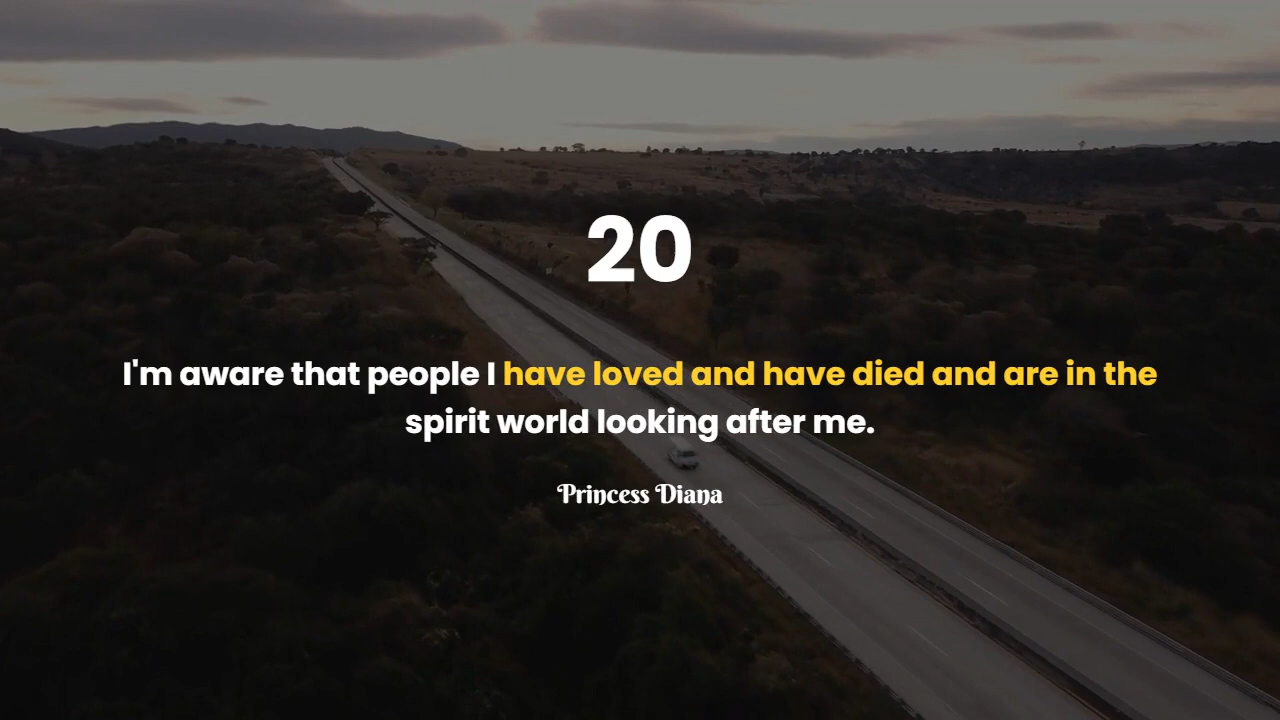 20
I'm aware that people I have loved and have died and are in the
spirit world looking after me.
Princess Diana